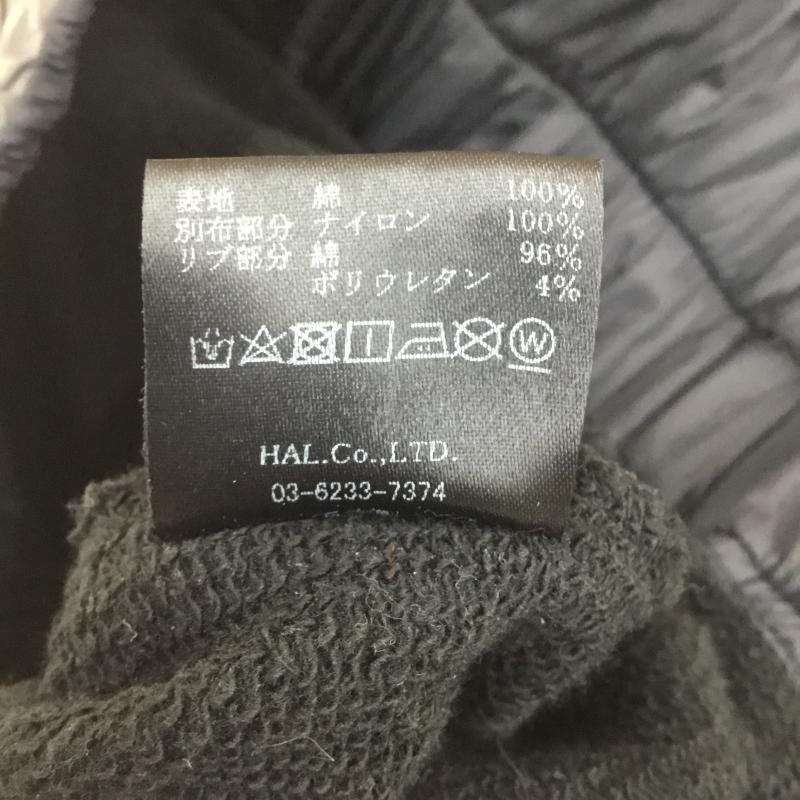 表地 綿 100%
別布部分 ナイロン 100%
リブ部分 綿 96%
ポリウレタン 4%
W
HAL.Co.,LTD.
03-6233-7374